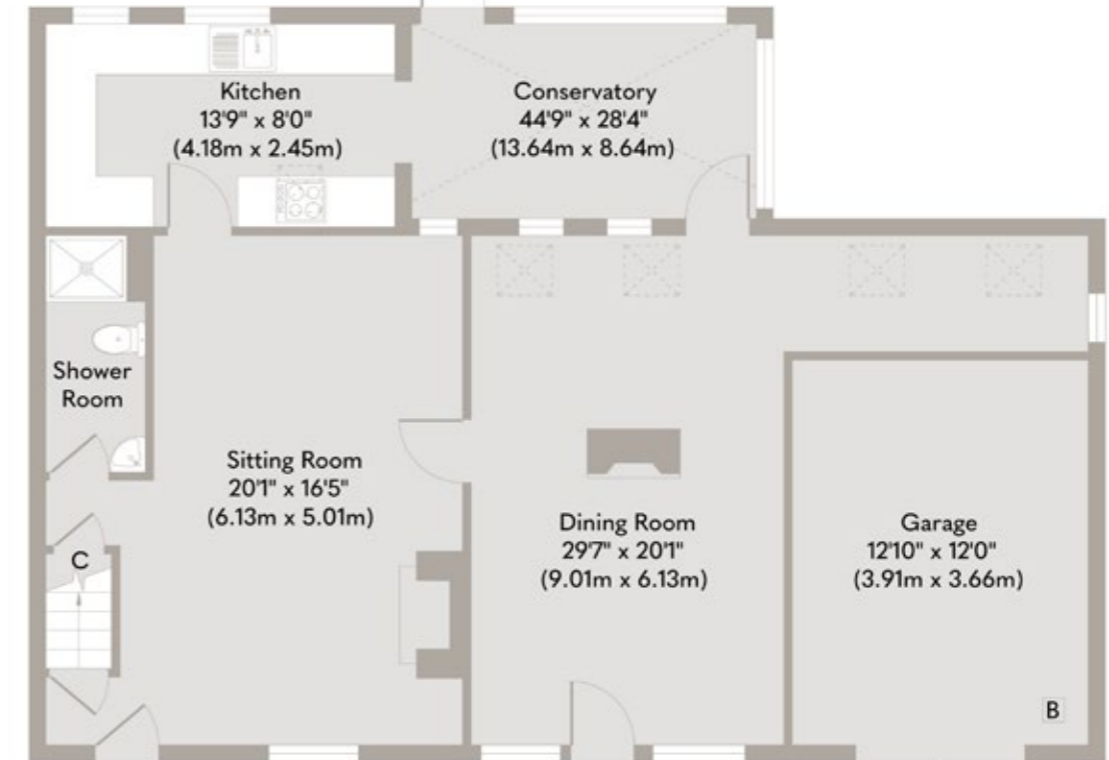 Kitchen
13'9" x 8'0"
(4.18m x 2.45m)
Conservatory
44'9" x 28'4"
(13.64m x 8.64m)
Shower
Room
Sitting Room
20'1" x 16'5"
(6.13m x 5.01m)
Dining Room
29'7" x 20'1"
(9.01m x 6.13m)
Garage
12'10" x 12'0"
(3.91m x 3.66m)
C
B